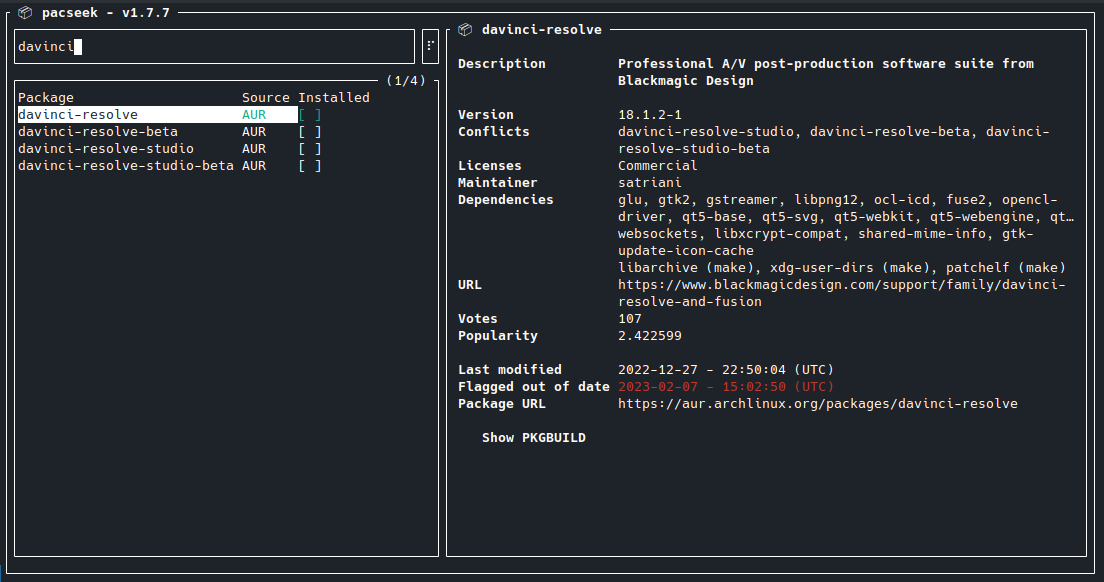 pacseek - v1.7.7
davinci
(1/4)
Package Source Installed
davinci-resolve AUR [ ]
davinci-resolve-beta AUR [ ]
davinci-resolve-studio AUR [ ]
davinci-resolve-studio-beta AUR [ ]
davinci-resolve
Description Professional A/V post-production software suite from
Blackmagic Design
Version 18.1.2-1
Conflicts davinci-resolve-studio, davinci-resolve-beta, davinci-
resolve-studio-beta
Licenses Commercial
Maintainer satriani
Dependencies glu, gtk2, gstreamer, libpng12, ocl-icd, fuse2, opencl-
driver, qt5-base, qt5-svg, qt5-webkit, qt5-webengine, qt…
websockets, libxcrypt-compat, shared-mime-info, gtk-
update-icon-cache
libarchive (make), xdg-user-dirs (make), patchelf (make)
URL https://www.blackmagicdesign.com/support/family/davinci-
resolve-and-fusion
Votes 107
Popularity 2.422599
Last modified 2022-12-27 - 22:50:04 (UTC)
Flagged out of date 2023-02-07 - 15:02:50 (UTC)
Package URL https://aur.archlinux.org/packages/davinci-resolve
Show PKGBUILD